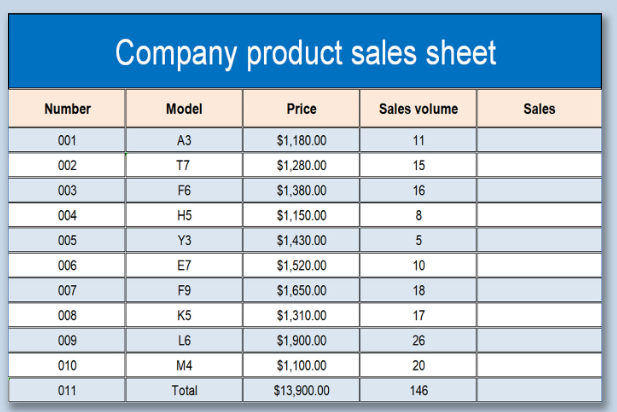 Company product sales sheet
Number Model Price Sales volume Sales
001 A3 $1,180.00 11
002 T7 $1,280.00 15
003 F6 $1,380.00 16
004 H5 $1,150.00 8
005 Y3 $1,430.00 5
006 E7 $1,520.00 10
007 F9 $1,650.00 18
008 K5 $1,310.00 17
009 L6 $1,900.00 26
010 M4 $1,100.00 20
011 Total $13,900.00 146